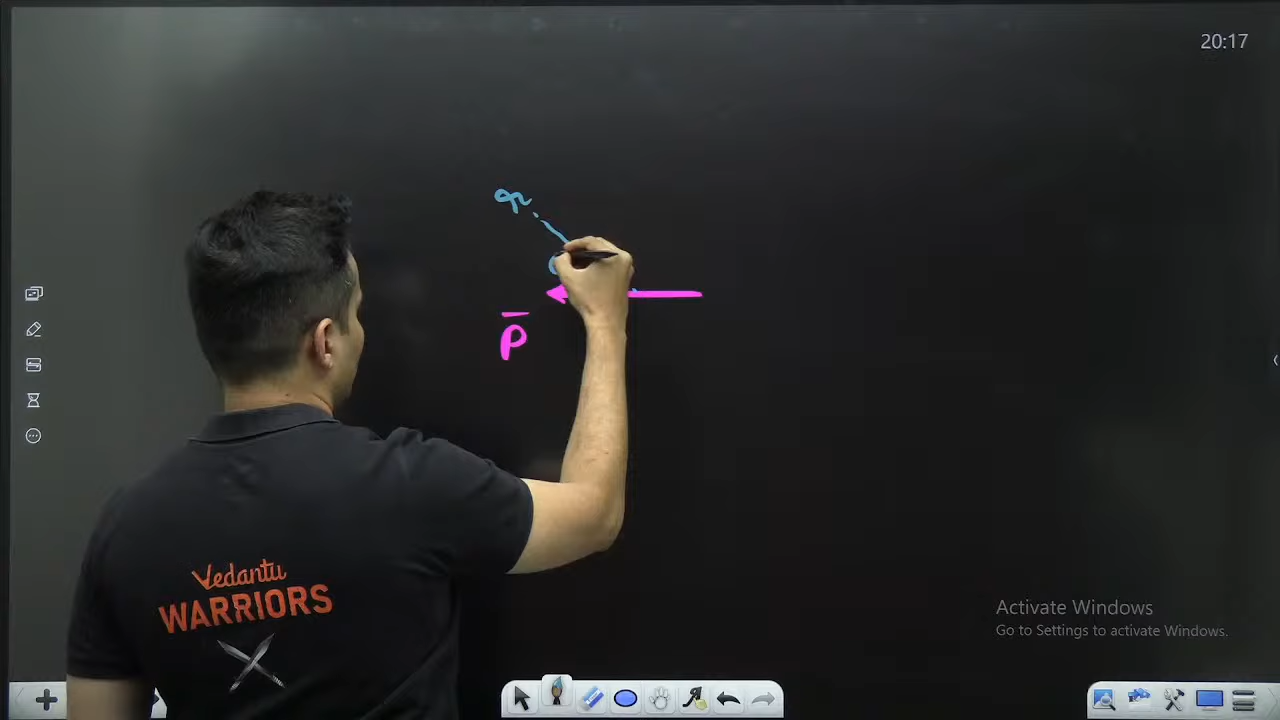 20:17
p̄
Vedantu
WARRIORS
Activate Windows
Go to Settings to activate Windows.